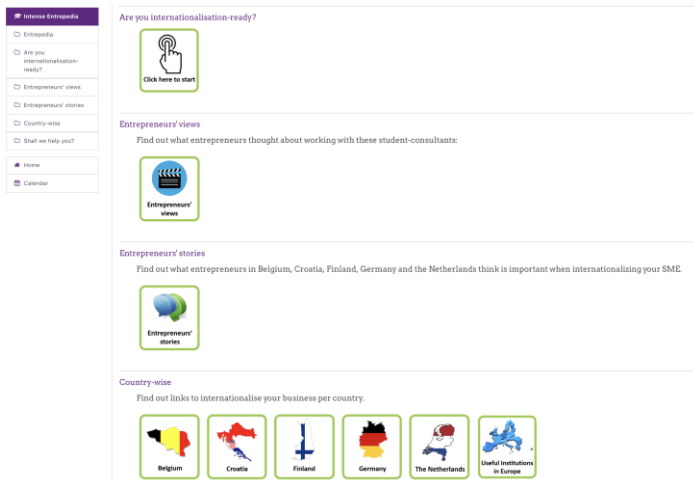 Intense Entrepedia
Entrepedia
Are you
internationalisation-
ready?
Entrepreneurs' views
Entrepreneurs' stories
Country-wise
Shall we help you?
Home
Calendar
Are you internationalisation-ready?
Click here to start
Entrepreneurs' views
Find out what entrepreneurs thought about working with these student-consultants:
Entrepreneurs'
views
Entrepreneurs' stories
Find out what entrepreneurs in Belgium, Croatia, Finland, Germany and the Netherlands think is important when internationalizing your SME.
Entrepreneurs'
stories
Country-wise
Find out links to internationalise your business per country.
Belgium
Croatia
Finland
Germany
The Netherlands
Useful Institutions
in Europe